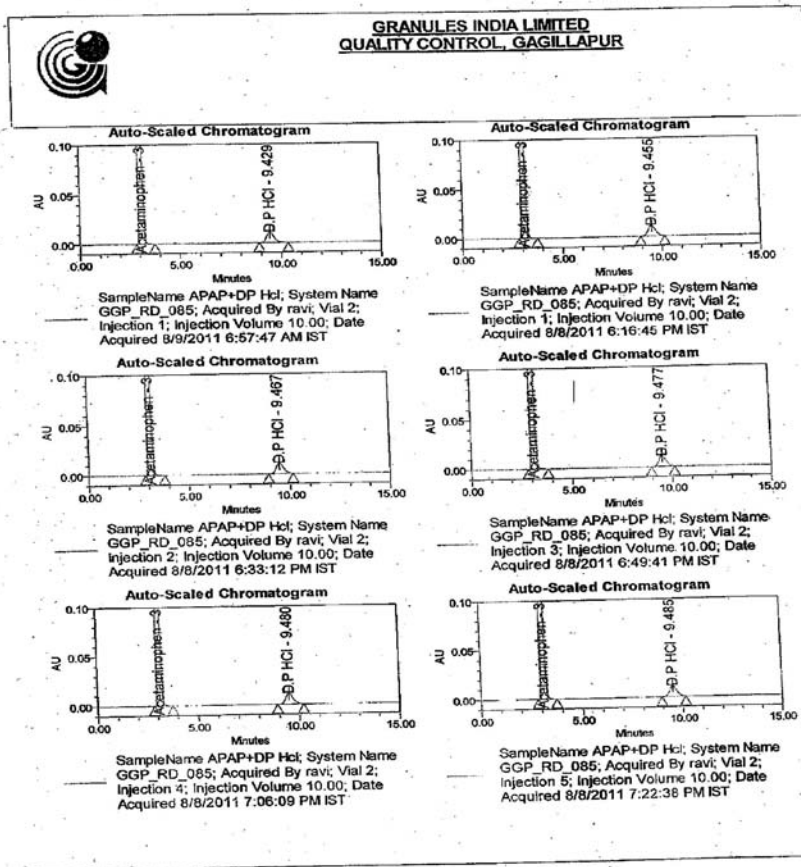 GRANULES INDIA LIMITED
QUALITY CONTROL, GAGILLAPUR
Auto-Scaled Chromatogram
AU
0.10
0.05
0.00
Acetaminophen - 3
D.P HCl - 9.429
0.00 5.00 10.00 15.00
Minutes
SampleName APAP+DP Hcl; System Name
GGP_RD_085; Acquired By ravi; Vial 2;
Injection 1; Injection Volume 10.00; Date
Acquired 8/9/2011 6:57:47 AM IST
Auto-Scaled Chromatogram
AU
0.10
0.05
0.00
Acetaminophen - 3
D.P HCl - 9.455
0.00 5.00 10.00 15.00
Minutes
SampleName APAP+DP Hcl; System Name
GGP_RD_085; Acquired By ravi; Vial 2;
Injection 1; Injection Volume 10.00; Date
Acquired 8/8/2011 6:16:45 PM IST
Auto-Scaled Chromatogram
AU
0.10
0.05
0.00
Acetaminophen - 3
D.P HCl - 9.467
0.00 5.00 10.00 15.00
Minutes
SampleName APAP+DP Hcl; System Name
GGP_RD_085; Acquired By ravi; Vial 2;
Injection 2; Injection Volume 10.00; Date
Acquired 8/8/2011 6:33:12 PM IST
Auto-Scaled Chromatogram
AU
0.10
0.05
0.00
Acetaminophen - 3
D.P HCl - 9.477
0.00 5.00 10.00 15.00
Minutes
SampleName APAP+DP Hcl; System Name
GGP_RD_085; Acquired By ravi; Vial 2;
Injection 3; Injection Volume 10.00; Date
Acquired 8/8/2011 6:49:41 PM IST
Auto-Scaled Chromatogram
AU
0.10
0.05
0.00
Acetaminophen - 3
D.P HCl - 9.480
0.00 5.00 10.00 15.00
Minutes
SampleName APAP+DP Hcl; System Name
GGP_RD_085; Acquired By ravi; Vial 2;
Injection 4; Injection Volume 10.00; Date
Acquired 8/8/2011 7:06:09 PM IST
Auto-Scaled Chromatogram
AU
0.10
0.05
0.00
Acetaminophen - 3
D.P HCl - 9.485
0.00 5.00 10.00 15.00
Minutes
SampleName APAP+DP Hcl; System Name
GGP_RD_085; Acquired By ravi; Vial 2;
Injection 5; Injection Volume 10.00; Date
Acquired 8/8/2011 7:22:38 PM IST